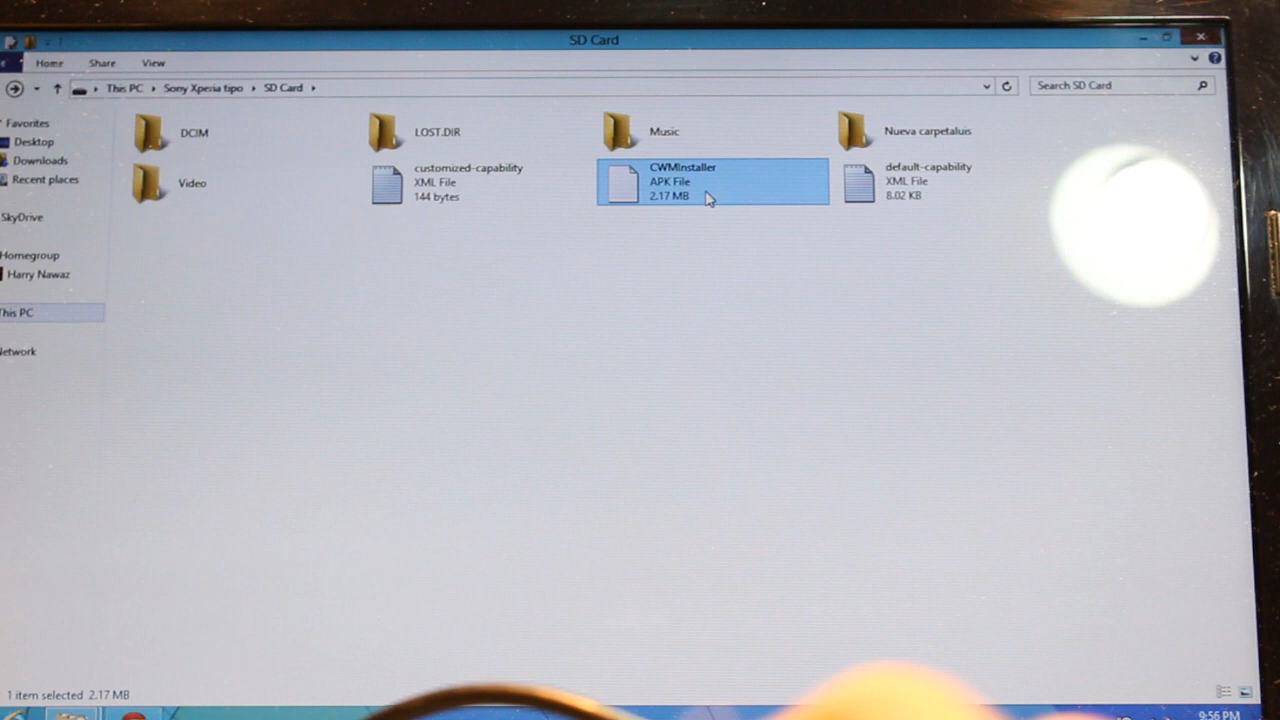 SD Card
Home Share View
This PC Sony Xperia tipo SD Card
Search SD Card
Favorites
Desktop
Downloads
Recent places
SkyDrive
Homegroup
Harry Nawaz
This PC
Network
DCIM
LOST.DIR
Music
Nueva carpetaluis
Video
customized-capability
XML File
144 bytes
CWMInstaller
APK File
2.17 MB
default-capability
XML File
8.02 KB
1 item selected 2.17 MB
9:56 PM